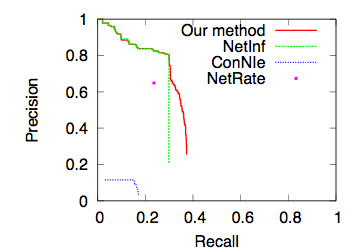 1
0.8
0.6
0.4
0.2
0
0 0.2 0.4 0.6 0.8 1
Precision
Recall
Our method
NetInf
ConNIe
NetRate